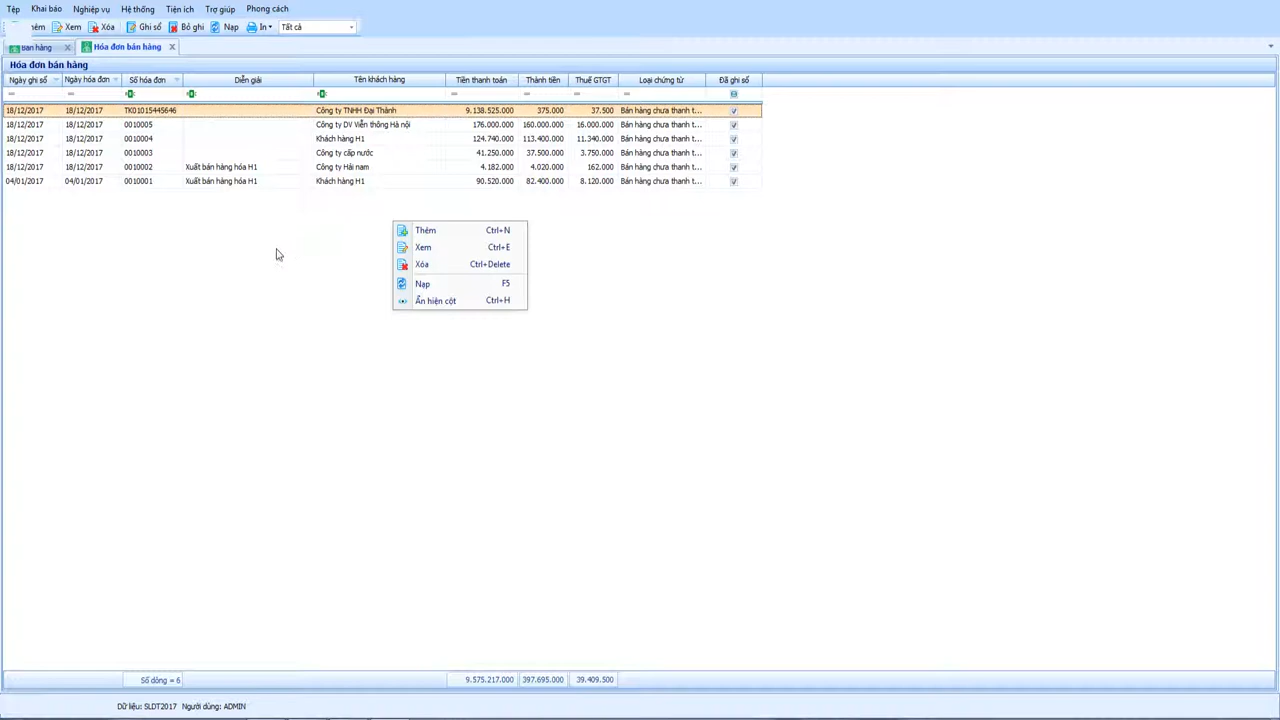 Tệp Khai báo Nghiệp vụ Hệ thống Tiện ích Trợ giúp Phong cách
Xem Xóa Ghi sổ Bỏ ghi Nạp In Tất cả
Bán hàng Hóa đơn bán hàng
Hóa đơn bán hàng
Ngày ghi sổ Ngày hóa đơn Số hóa đơn Diễn giải Tên khách hàng Tiền thanh toán Thành tiền Thuế GTGT Loại chứng từ Đã ghi sổ
18/12/2017 18/12/2017 TK01015445646 Công ty TNHH Đại Thành 9.138.525.000 375.000 37.500 Bán hàng chưa thanh t...
18/12/2017 18/12/2017 0010005 Công ty DV Viễn thông Hà nội 176.000.000 160.000.000 16.000.000 Bán hàng chưa thanh t...
18/12/2017 18/12/2017 0010004 Khách hàng H1 124.740.000 113.400.000 11.340.000 Bán hàng chưa thanh t...
18/12/2017 18/12/2017 0010003 Công ty cấp nước 41.250.000 37.500.000 3.750.000 Bán hàng chưa thanh t...
18/12/2017 18/12/2017 0010002 Xuất bán hàng hóa H1 Công ty Hải nam 4.182.000 4.020.000 162.000 Bán hàng chưa thanh t...
04/01/2017 04/01/2017 0010001 Xuất bán hàng hóa H1 Khách hàng H1 90.520.000 82.400.000 8.120.000 Bán hàng chưa thanh t...
Thêm Ctrl+N
Xem Ctrl+E
Xóa Ctrl+Delete
Nạp F5
Ẩn hiện cột Ctrl+H
Số dòng = 6 9.575.217.000 397.695.000 39.409.500
Dữ liệu: SLDT2017 Người dùng: ADMIN